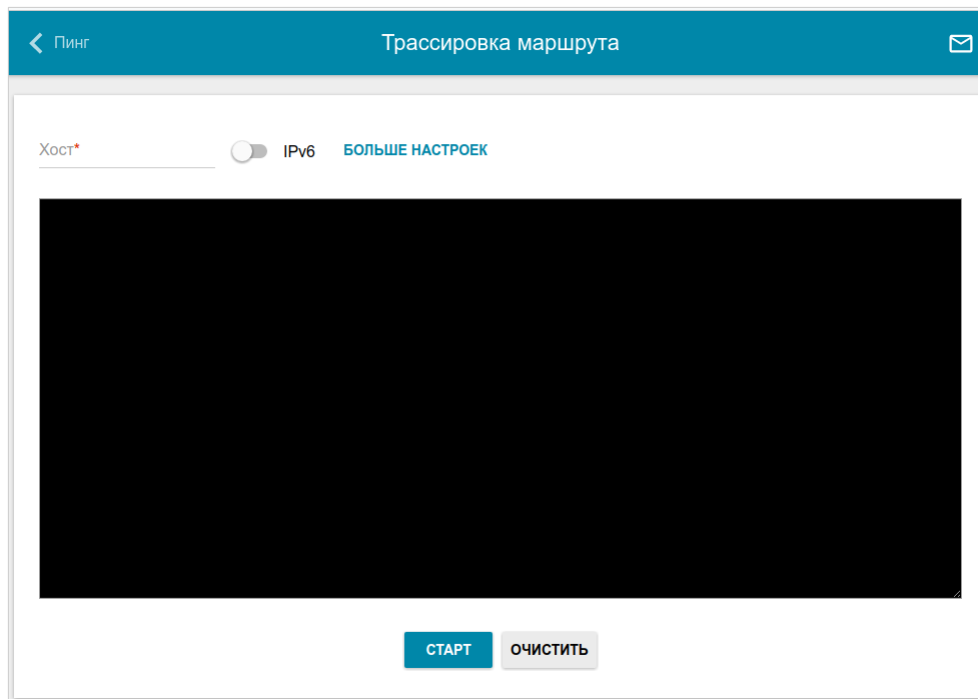 Пинг
Трассировка маршрута
Хост*
IPv6
БОЛЬШЕ НАСТРОЕК
СТАРТ
ОЧИСТИТЬ